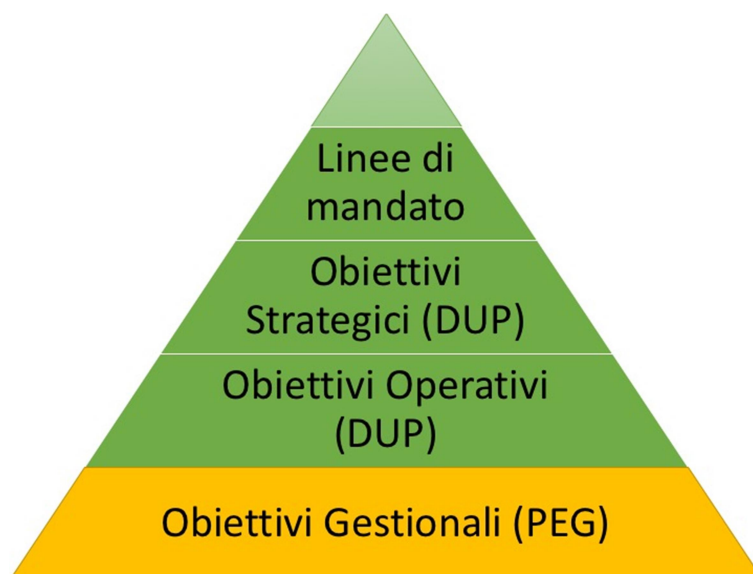 Linee di
mandato
Obiettivi
Strategici (DUP)
Obiettivi Operativi
(DUP)
Obiettivi Gestionali (PEG)